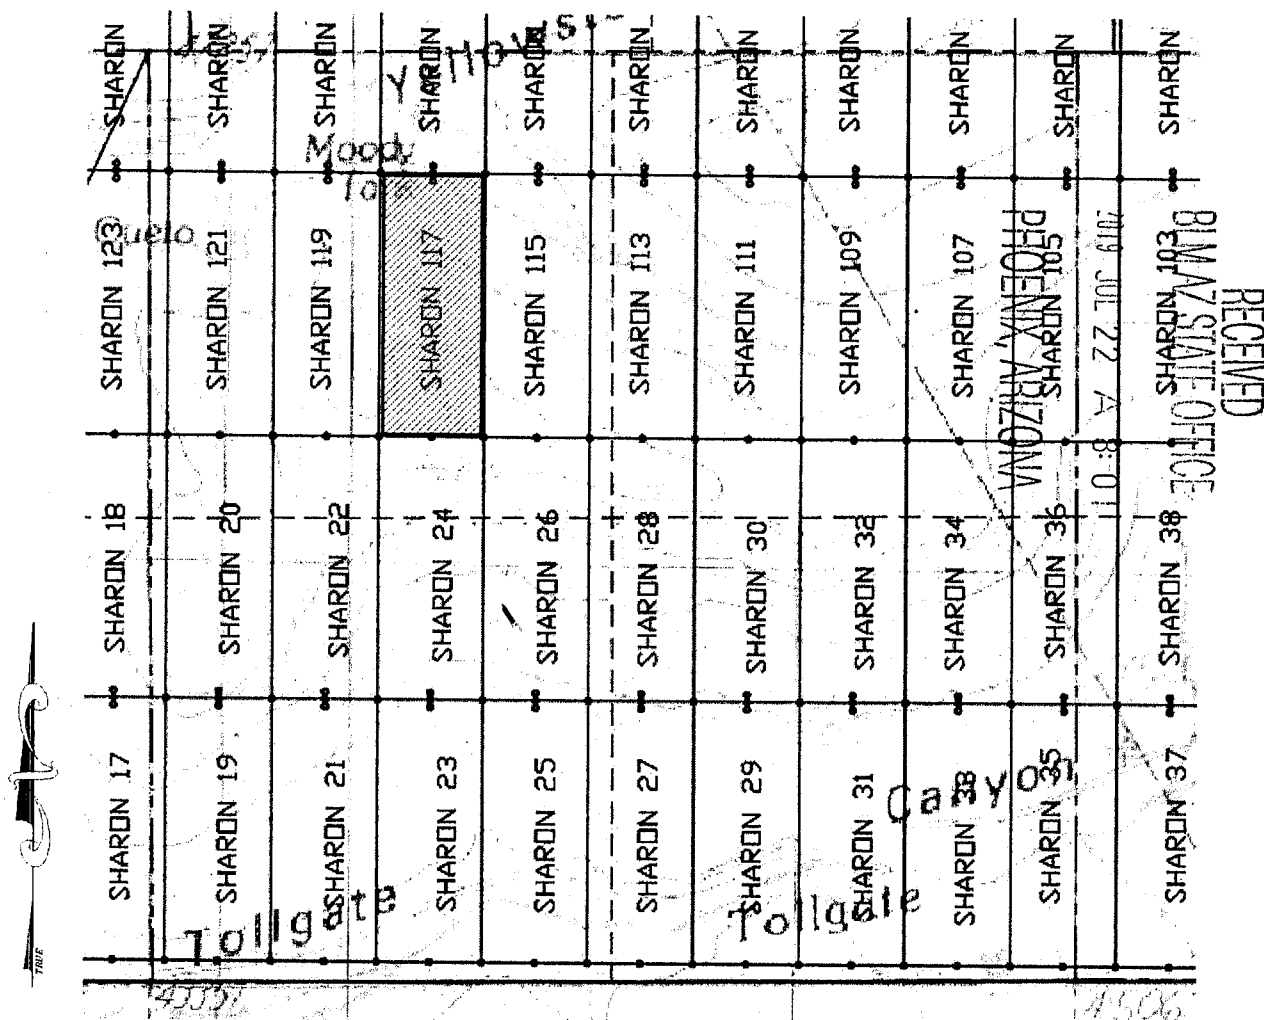 SHARON
SHARON
SHARON
SHARON
SHARON
SHARON
SHARON
SHARON
SHARON
SHARON
SHARON
Moody
SHARON 123
SHARON 121
SHARON 119
SHARON 117
SHARON 115
SHARON 113
SHARON 111
SHARON 109
SHARON 107
SHARON 105
SHARON 103
RECEIVED
BLM AZ STATE OFFICE
2019 JUL 22 A 8:01
PHOENIX, ARIZONA
SHARON 18
SHARON 20
SHARON 22
SHARON 24
SHARON 26
SHARON 28
SHARON 30
SHARON 32
SHARON 34
SHARON 36
SHARON 38
SHARON 17
SHARON 19
SHARON 21
SHARON 23
SHARON 25
SHARON 27
SHARON 29
SHARON 31
SHARON 35
SHARON 37
Canyon
Tollgate
Tollgate
TRUE